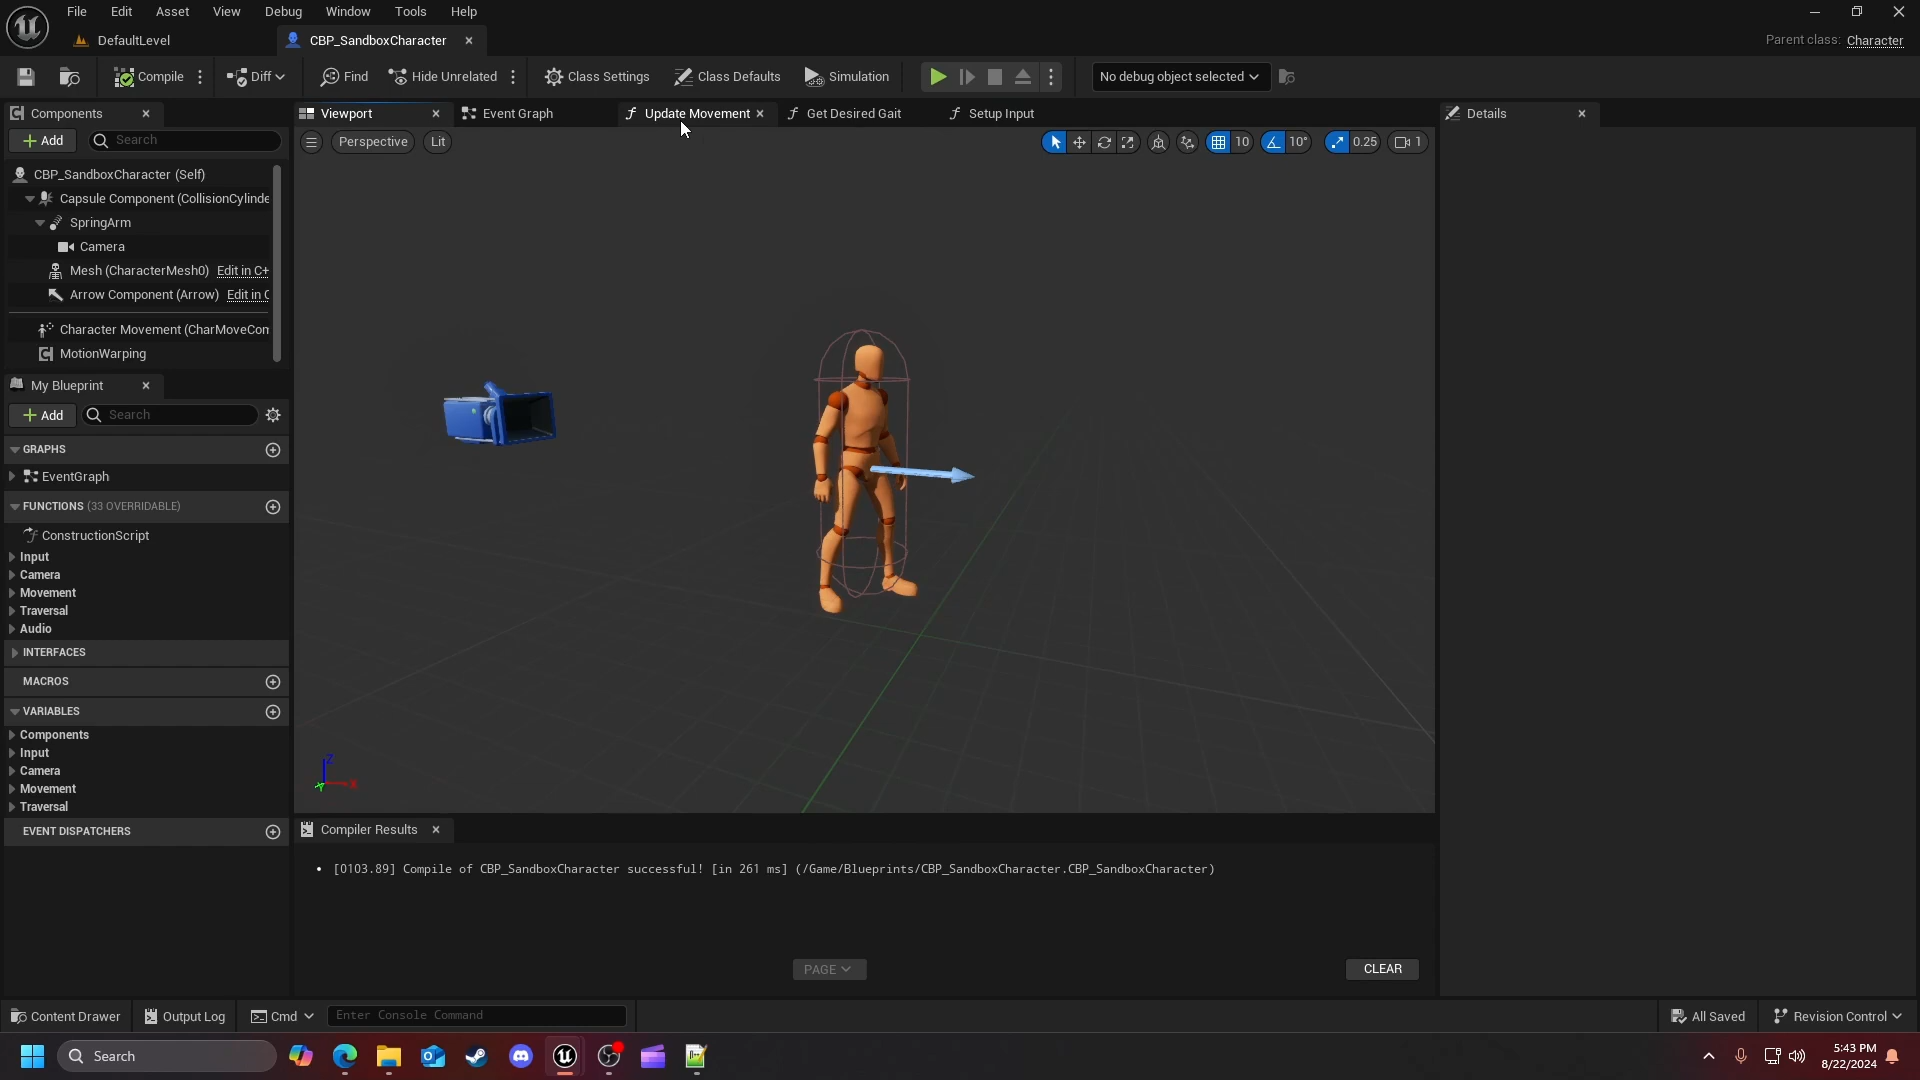 File Edit Asset View Window Debug Tools Help
DefaultLevel
CBP_SandboxCharacter
Parent class: Character
Compile
Diff
Find
Hide Unrelated
Class Settings
Class Defaults
Simulation
No debug object selected
Components
Viewport
Event Graph
Update Movement
Get Desired Gait
Setup Input
Details
Add
Search
Perspective
Lit
10
10°
0.25
1
CBP_SandboxCharacter (Self)
Capsule Component (CollisionCylinde
SpringArm
Camera
Mesh (CharacterMesh0) Edit in C+
Arrow Component (Arrow) Edit in C
Character Movement (CharMoveCom
MotionWarping
My Blueprint
Add
Search
GRAPHS
EventGraph
FUNCTIONS (33 OVERRIDABLE)
ConstructionScript
Input
Camera
Movement
Traversal
Audio
INTERFACES
MACROS
VARIABLES
Components
Input
Camera
Movement
Traversal
EVENT DISPATCHERS
Z
X
Y
Compiler Results
[0103.89] Compile of CBP_SandboxCharacter successful! [in 261 ms] (/Game/Blueprints/CBP_SandboxCharacter.CBP_SandboxCharacter)
PAGE
CLEAR
Content Drawer
Output Log
Cmd
Enter Console Command
All Saved
Revision Control
Search
5:43 PM
8/22/2024